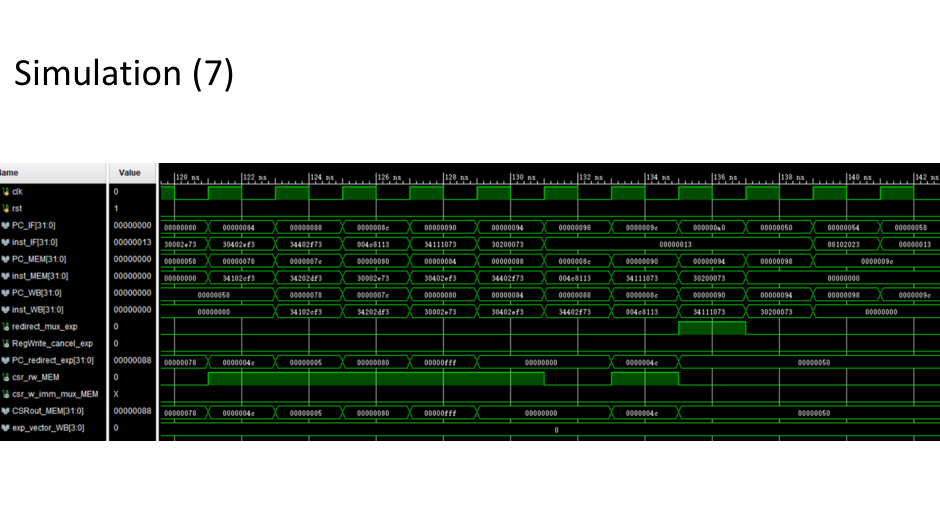 Simulation (7)
Name Value 120 ns 122 ns 124 ns 126 ns 128 ns 130 ns 132 ns 134 ns 136 ns 138 ns 140 ns 142 ns
clk 0
rst 1
PC_IF[31:0] 00000000 00000080 00000084 00000088 0000008c 00000090 00000094 00000098 0000009c 000000a0 00000050 00000054 00000058
inst_IF[31:0] 00000013 30002e73 30402ef3 34402f73 004e8113 34111073 30200073 00000013 08102023 00000013
PC_MEM[31:0] 00000000 00000058 00000078 0000007c 00000080 00000084 00000088 0000008c 00000090 00000094 00000098 0000009c
inst_MEM[31:0] 00000000 00000000 34102cf3 34202df3 30002e73 30402ef3 34402f73 004e8113 34111073 30200073 00000000
PC_WB[31:0] 00000000 00000058 00000078 0000007c 00000080 00000084 00000088 0000008c 00000090 00000094 00000098 0000009c
inst_WB[31:0] 00000000 00000000 34102cf3 34202df3 30002e73 30402ef3 34402f73 004e8113 34111073 30200073 00000000
redirect_mux_exp 0
RegWrite_cancel_exp 0
PC_redirect_exp[31:0] 00000088 00000078 0000004c 00000005 00000080 00000fff 00000000 0000004c 00000050
csr_rw_MEM 0
csr_w_imm_mux_MEM X
CSRout_MEM[31:0] 00000088 00000078 0000004c 00000005 00000080 00000fff 00000000 0000004c 00000050
exp_vector_WB[3:0] 0 0